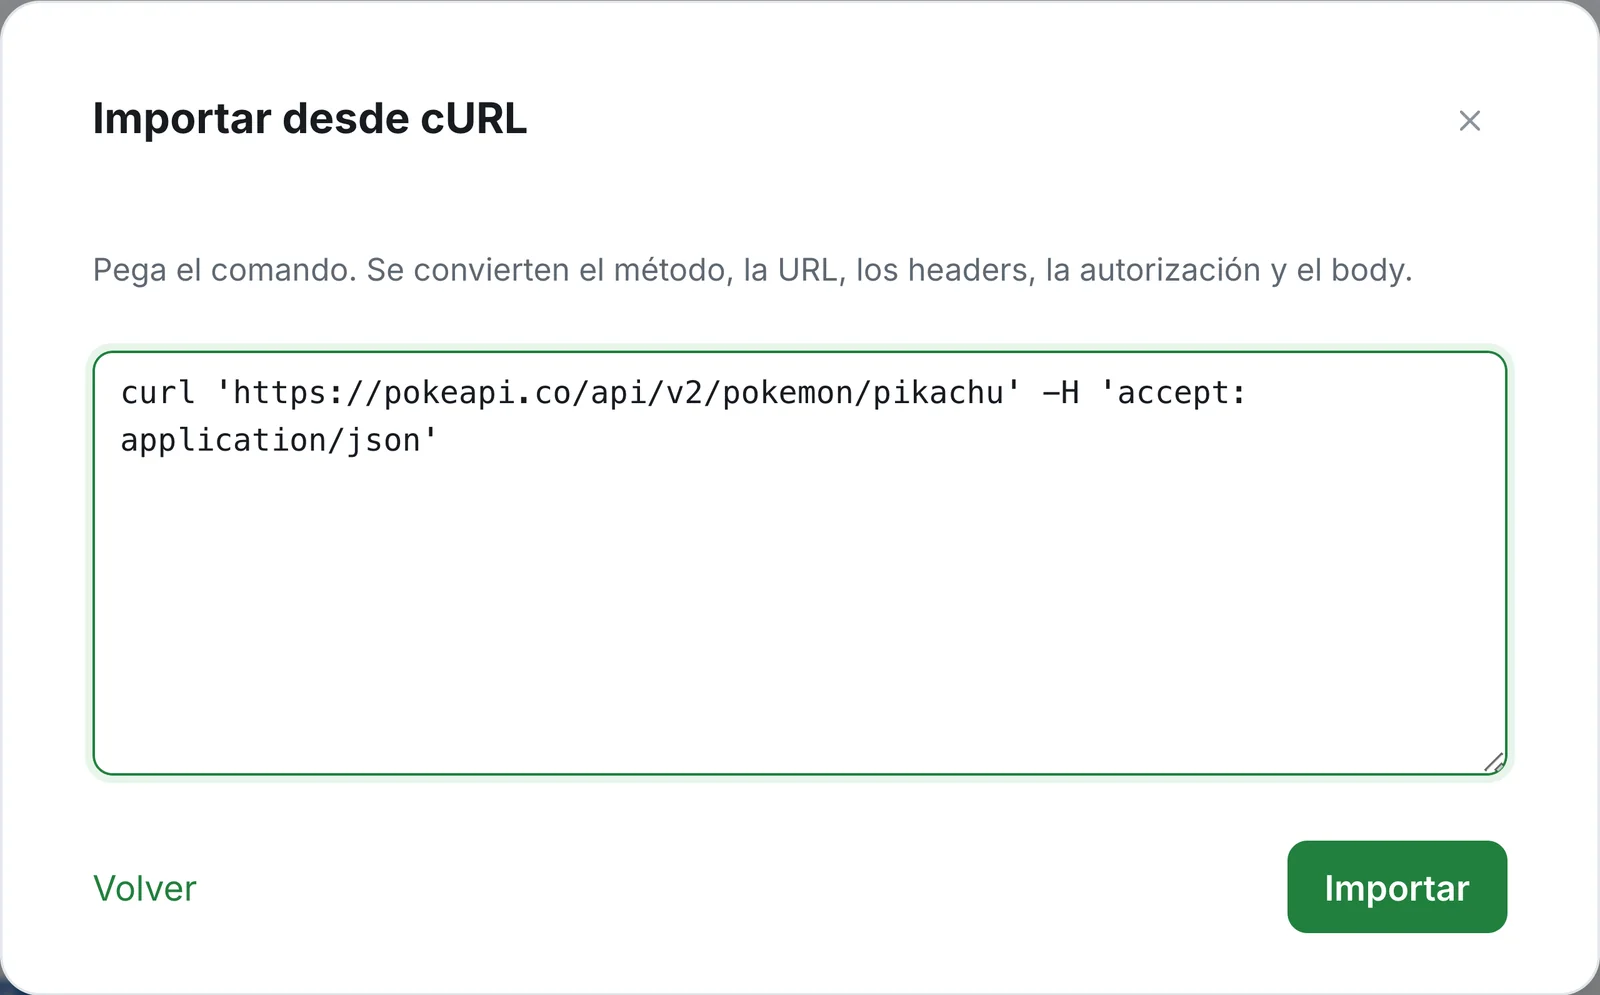 Importar desde cURL
Pega el comando. Se convierten el método, la URL, los headers, la autorización y el body.
curl 'https://pokeapi.co/api/v2/pokemon/pikachu' -H 'accept:
application/json'
Volver
Importar